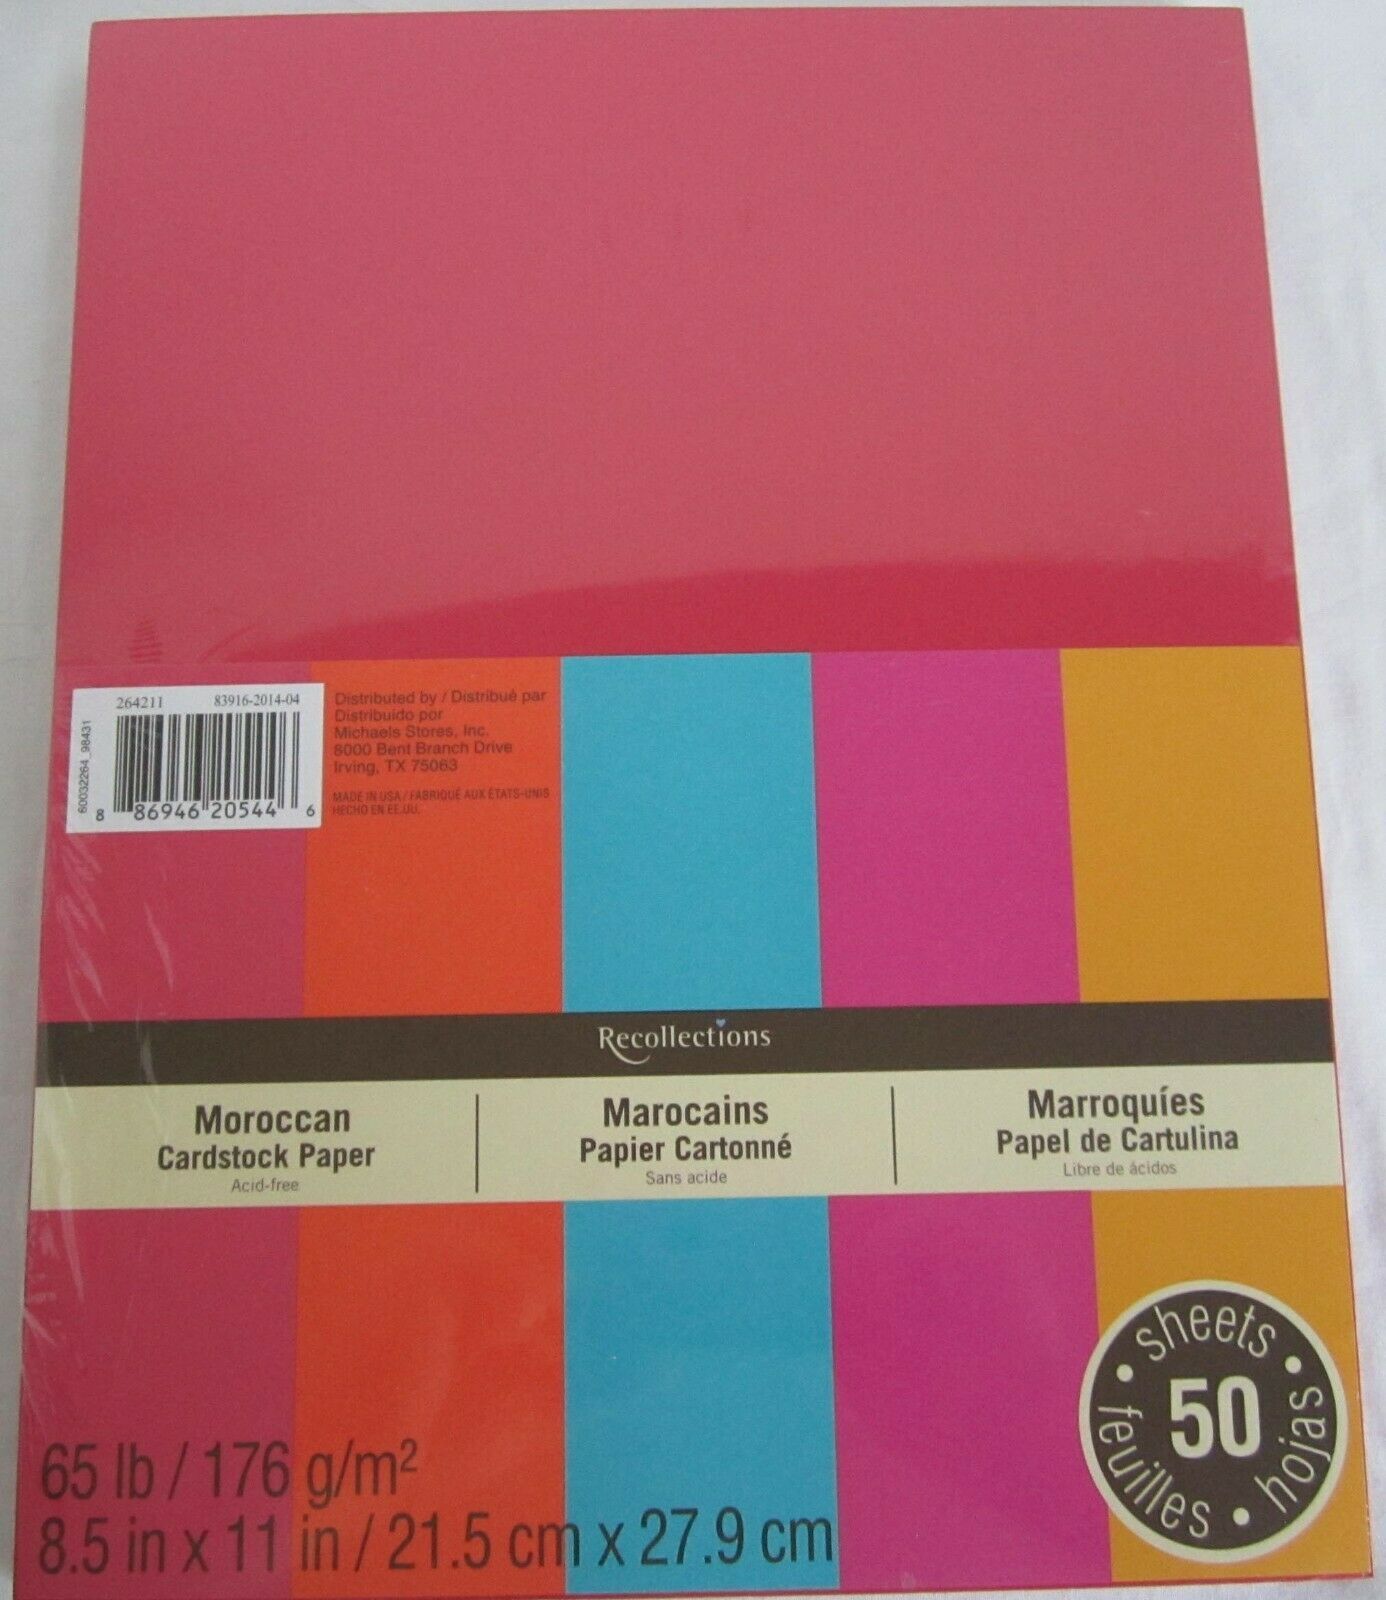 264211 83916-2014-04
60032264_98431
8 86946 20544 6
Distributed by / Distribué par
Distribuido por
Michaels Stores, Inc.
8000 Bent Branch Drive
Irving, TX 75063
MADE IN USA / FABRIQUÉ AUX ÉTATS-UNIS
HECHO EN EE.UU.
Recollections
Moroccan
Cardstock Paper
Acid-free
Marocains
Papier Cartonné
Sans acide
Marroquíes
Papel de Cartulina
Libre de ácidos
• sheets •
50
feuilles • hojas
65 lb / 176 g/m²
8.5 in x 11 in / 21.5 cm x 27.9 cm